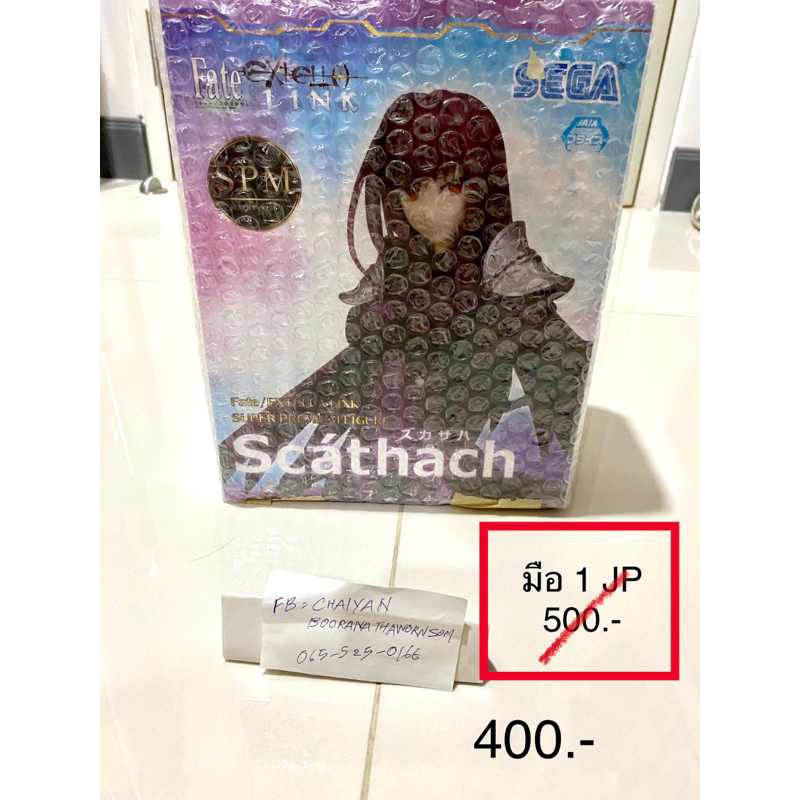 Fate EXTELLA
LINK
SEGA
SPM
Fate/EXTELLA LINK
SUPER PREMIUM FIGURE
スカサハ
Scáthach
มือ 1 JP
500.-
FB = CHAIYAN
BOORANATHAWORNSOM
065-525-0166
400.-